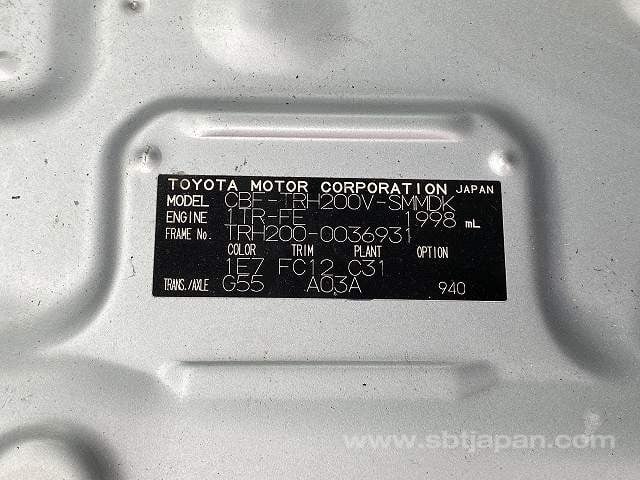 TOYOTA MOTOR CORPORATION JAPAN
MODEL CBF-TRH200V-SMMDK
ENGINE 1TR-FE 1998 mL
FRAME No. TRH200-0036931
COLOR TRIM PLANT OPTION
1E7 FC12 C31
TRANS./AXLE G55 A03A 940
www.sbtjapan.com